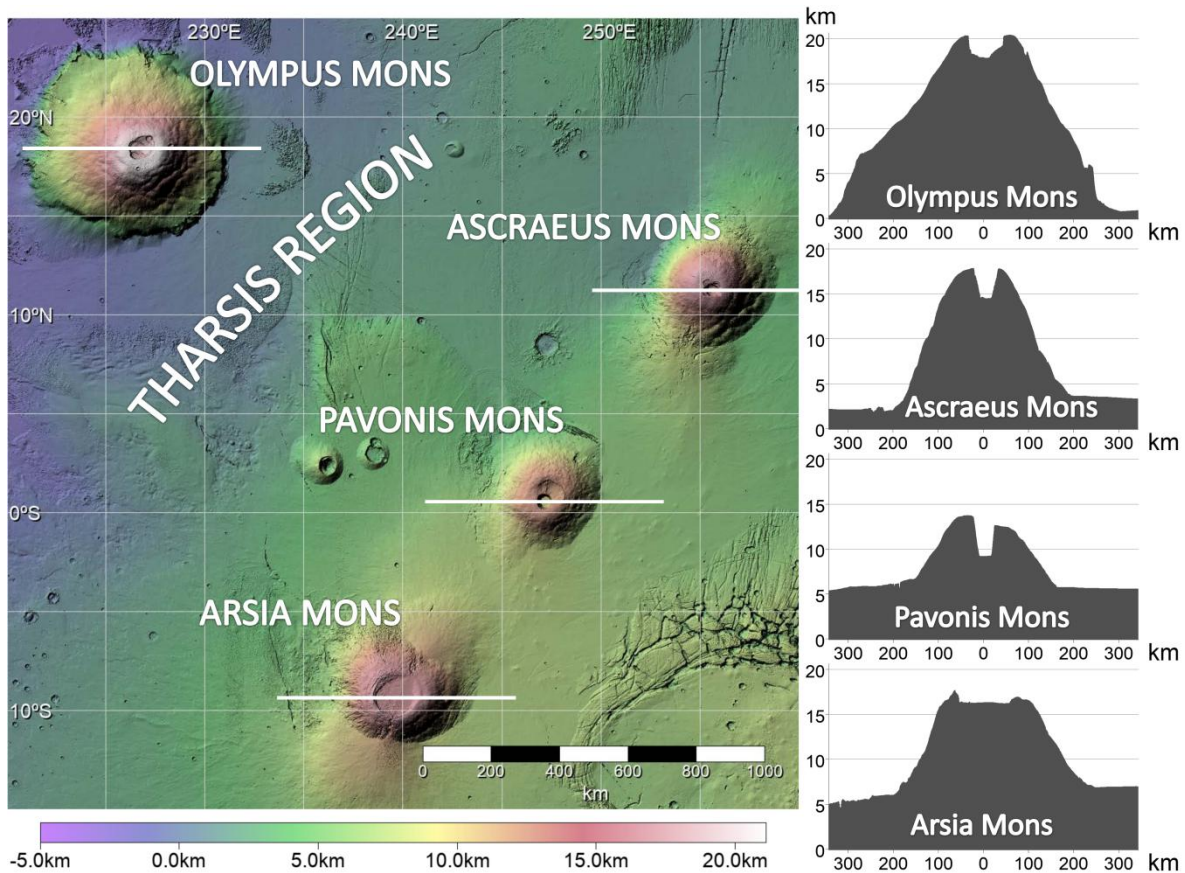 230ºE
240ºE
250ºE
OLYMPUS MONS
20ºN
THARSIS REGION
ASCRAEUS MONS
10ºN
PAVONIS MONS
0ºS
ARSIA MONS
10ºS
0 200 400 600 800 1000
km
-5.0km 0.0km 5.0km 10.0km 15.0km 20.0km
km
20
15
10
5
0
Olympus Mons
300 200 100 0 100 200 300 km
20
15
10
5
0
Ascraeus Mons
300 200 100 0 100 200 300 km
20
15
10
5
0
Pavonis Mons
300 200 100 0 100 200 300 km
20
15
10
5
0
Arsia Mons
300 200 100 0 100 200 300 km